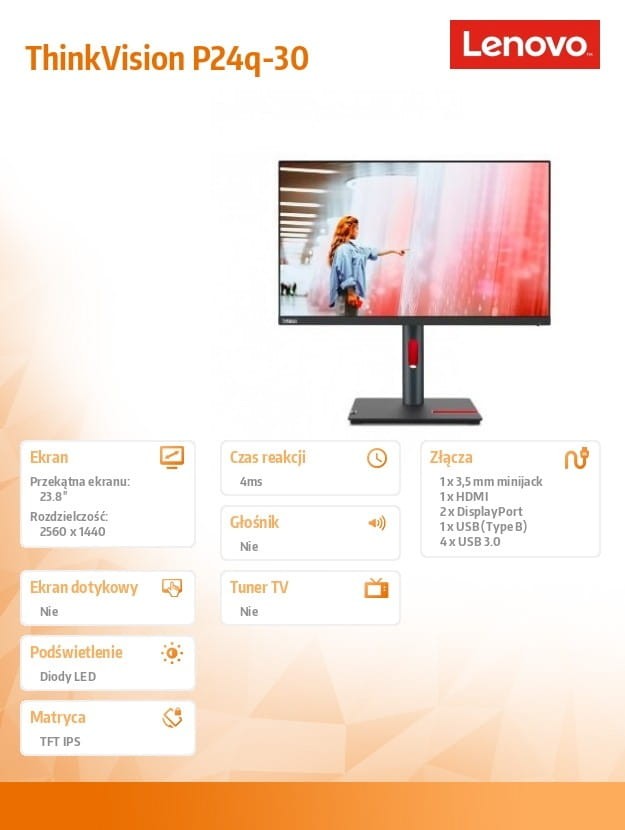 ThinkVision P24q-30
Lenovo
Ekran
Przekątna ekranu:
23.8"
Rozdzielczość:
2560 x 1440
Ekran dotykowy
Nie
Podświetlenie
Diody LED
Matryca
TFT IPS
Czas reakcji
4ms
Głośnik
Nie
Tuner TV
Nie
Złącza
1 x 3,5 mm minijack
1 x HDMI
2 x DisplayPort
1 x USB (Type B)
4 x USB 3.0